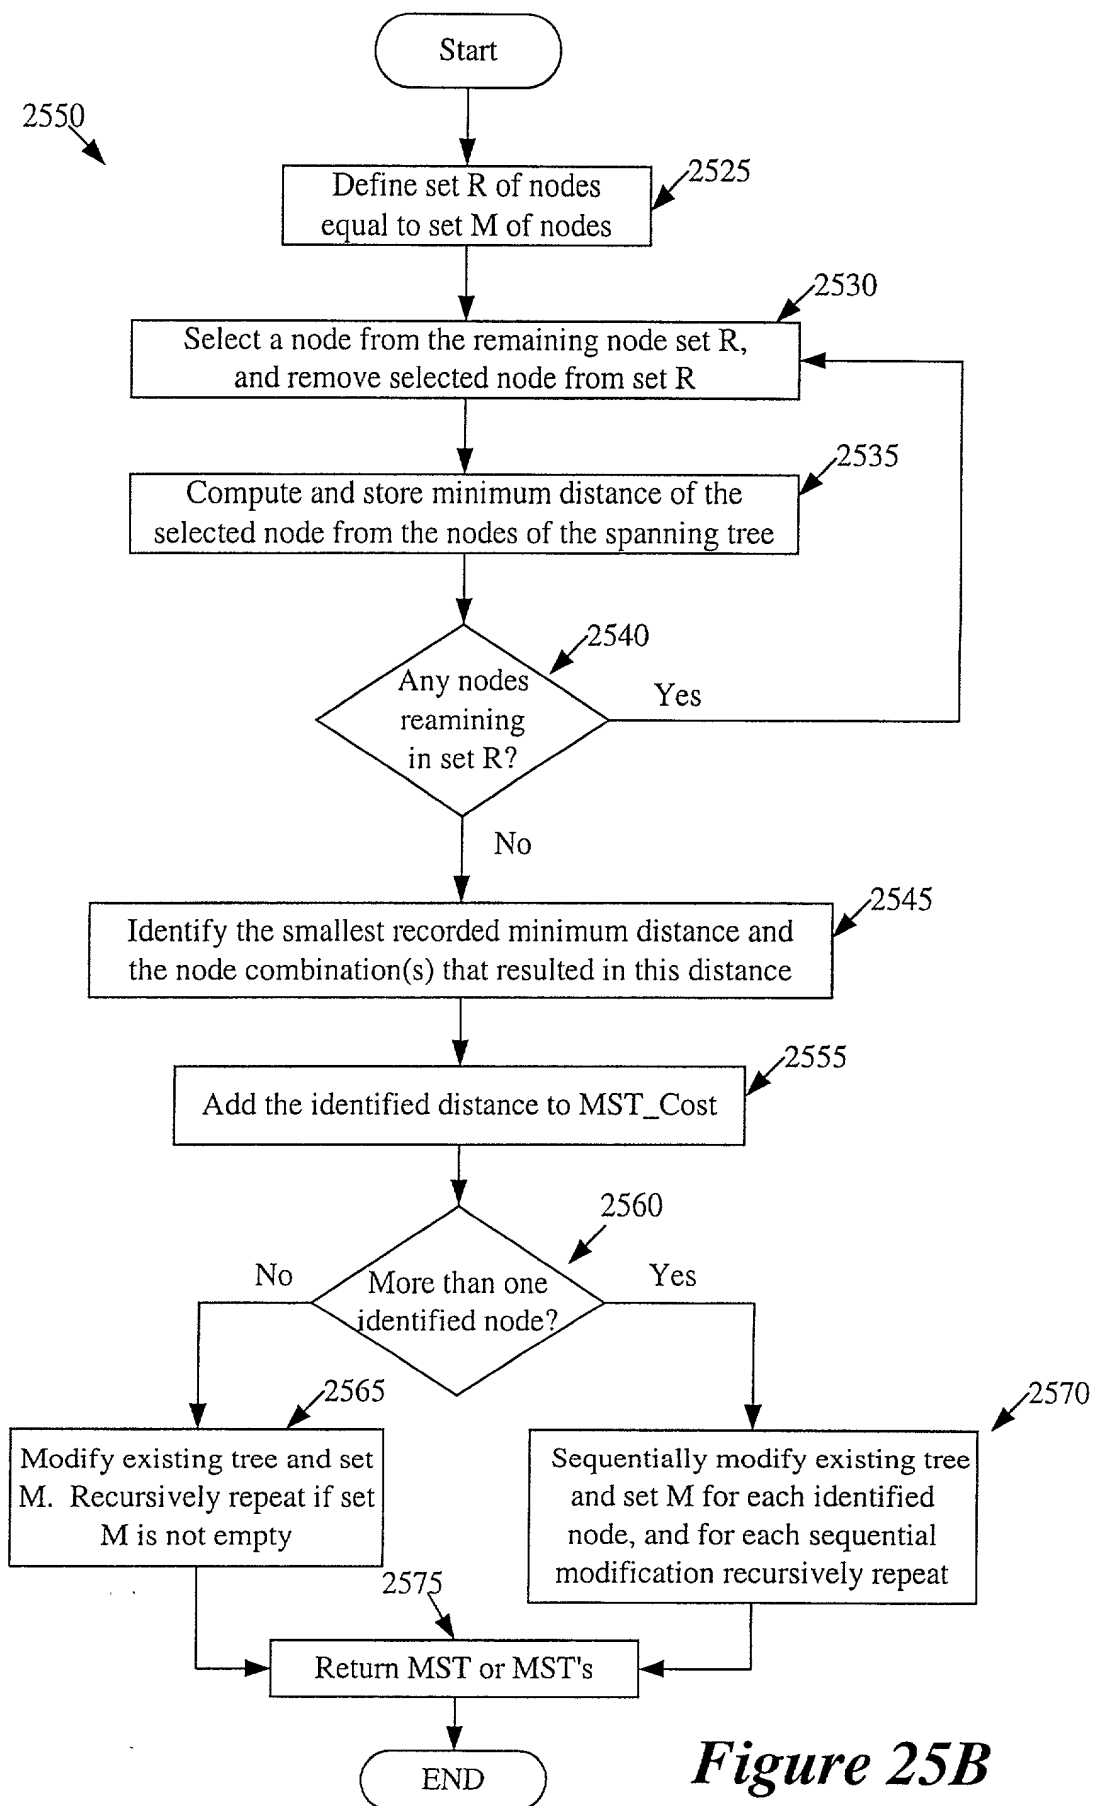 Start
2550
2525
Define set R of nodes
equal to set M of nodes
2530
Select a node from the remaining node set R,
and remove selected node from set R
2535
Compute and store minimum distance of the
selected node from the nodes of the spanning tree
2540
Any nodes
reamining
in set R?
Yes
No
2545
Identify the smallest recorded minimum distance and
the node combination(s) that resulted in this distance
2555
Add the identified distance to MST_Cost
2560
No
More than one
identified node?
Yes
2565
Modify existing tree and set
M. Recursively repeat if set
M is not empty
2570
Sequentially modify existing tree
and set M for each identified
node, and for each sequential
modification recursively repeat
2575
Return MST or MST's
END
Figure 25B